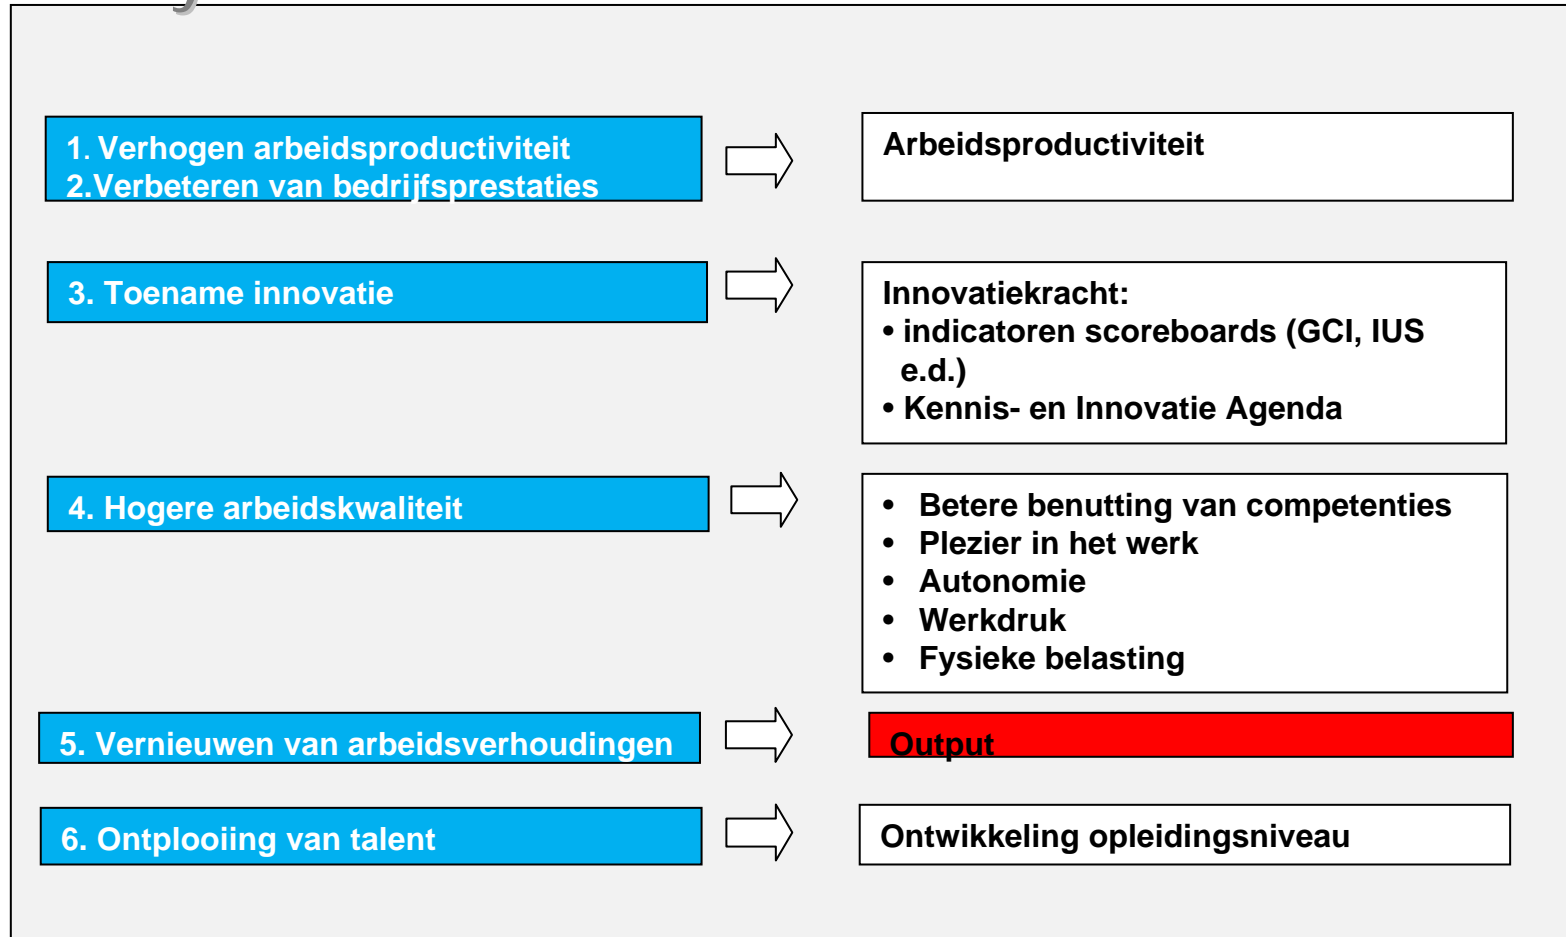 1. Verhogen arbeidsproductiviteit
2.Verbeteren van bedrijfsprestaties
Arbeidsproductiviteit
3. Toename innovatie
Innovatiekracht:
• indicatoren scoreboards (GCI, IUS
e.d.)
• Kennis- en Innovatie Agenda
4. Hogere arbeidskwaliteit
• Betere benutting van competenties
• Plezier in het werk
• Autonomie
• Werkdruk
• Fysieke belasting
5. Vernieuwen van arbeidsverhoudingen
Output
6. Ontplooiing van talent
Ontwikkeling opleidingsniveau